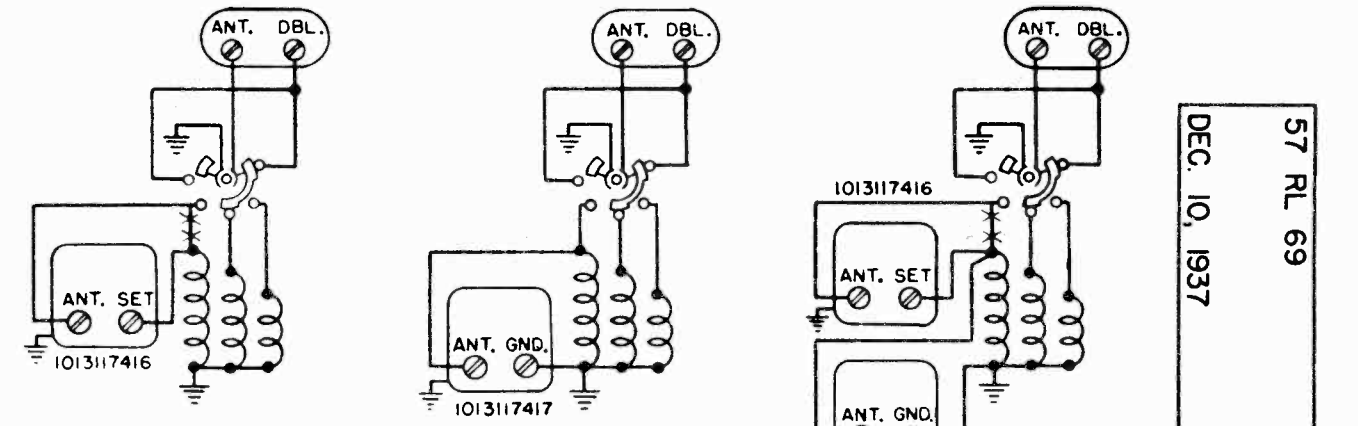 ANT. DBL.
ANT. SET
1013117416
ANT. DBL.
ANT. GND.
1013117417
ANT. DBL.
1013117416
ANT. SET
ANT. GND.
57 RL 69
DEC. 10, 1937